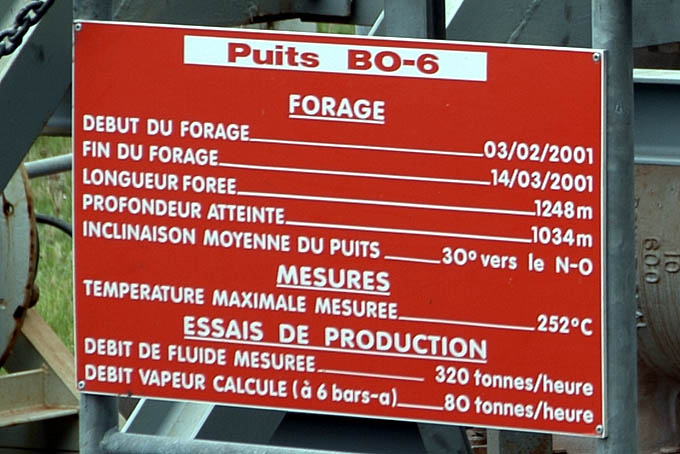 Puits BO-6
FORAGE
DEBUT DU FORAGE 03/02/2001
FIN DU FORAGE 14/03/2001
LONGUEUR FOREE 1248m
PROFONDEUR ATTEINTE 1034m
INCLINAISON MOYENNE DU PUITS 30° vers le N-O
MESURES
TEMPERATURE MAXIMALE MESUREE 252°C
ESSAIS DE PRODUCTION
DEBIT DE FLUIDE MESUREE 320 tonnes/heure
DEBIT VAPEUR CALCULE (à 6 bars-a) 80 tonnes/heure
10
600